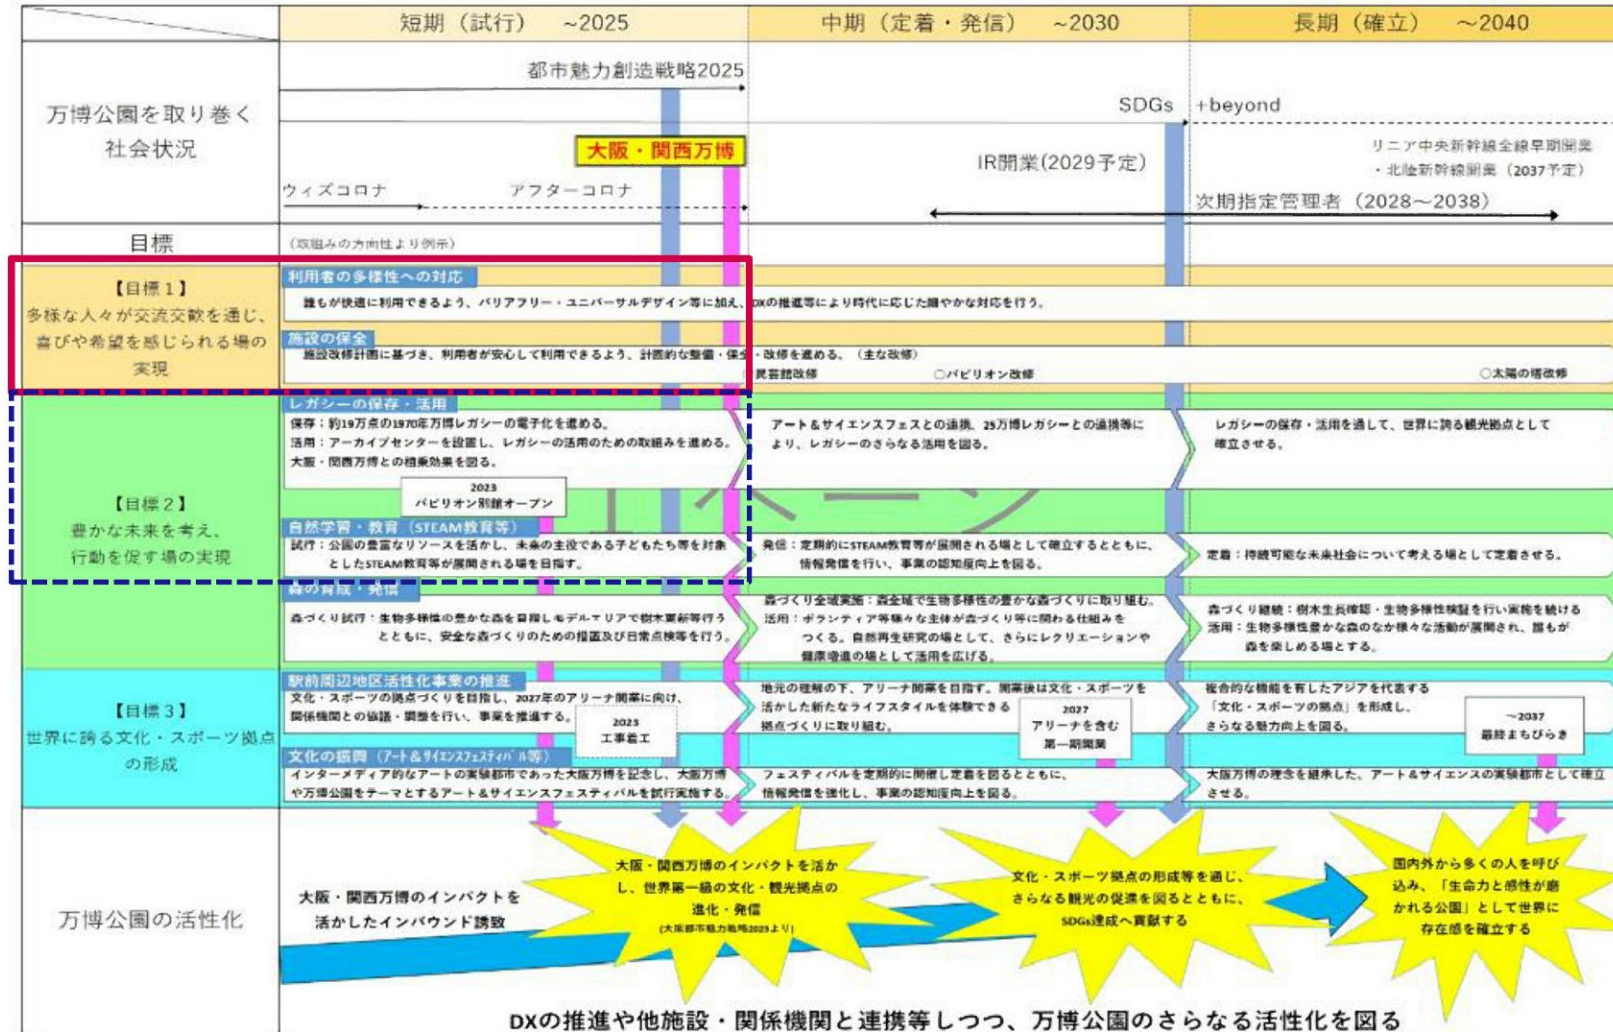 短期（試行） ~2025
中期（定着・発信） ~2030
長期（確立） ～2040
万博公園を取り巻く
社会状況
都市魅力創造戦略2025
SDGs
+beyond
大阪・関西万博
IR開業(2029予定)
リニア中央新幹線全線早期開業
・北陸新幹線開業（2037予定）
ウィズコロナ
アフターコロナ
次期指定管理者（2028～2038）
目標
（取組みの方向性より例示）
【目標１】
多様な人々が交流交歓を通じ、
喜びや希望を感じられる場の
実現
利用者の多様性への対応
誰もが快適に利用できるよう、バリアフリー・ユニバーサルデザイン等に加え、DXの推進等により時代に応じた細やかな対応を行う。
施設の保全
施設改修計画に基づき、利用者が安心して利用できるよう、計画的な整備・保全・改修を進める。（主な改修）
民芸館改修
○パビリオン改修
○太陽の塔改修
【目標２】
豊かな未来を考え、
行動を促す場の実現
レガシーの保存・活用
保存：約19万点の1970年万博レガシーの電子化を進める。
活用：アーカイブセンターを設置し、レガシーの活用のための取組みを進める。
大阪・関西万博との相乗効果を図る。
2023
パビリオン別館オープン
アート＆サイエンスフェスとの連携、25万博レガシーとの連携等に
より、レガシーのさらなる活用を図る。
レガシーの保存・活用を通して、世界に誇る観光拠点として
確立させる。
自然学習・教育（STEAM教育等）
試行：公園の豊富なリソースを活かし、未来の主役である子どもたち等を対象
としたSTEAM教育等が展開される場を目指す。
発信：定期的にSTEAM教育等が展開される場として確立するとともに、
情報発信を行い、事業の認知度向上を図る。
定着：持続可能な未来社会について考える場として定着させる。
森の育成・発信
森づくり試行：生物多様性の豊かな森を目指しモデルエリアで樹木更新等行う
とともに、安全な森づくりのための措置及び日常点検等を行う。
森づくり全域実施：森全域で生物多様性の豊かな森づくりに取り組む。
活用：ボランティア等様々な主体が森づくり等に関わる仕組みを
つくる。自然再生研究の場として、さらにレクリエーションや
健康増進の場として活用を広げる。
森づくり継続：樹木生長確認・生物多様性検証を行い実施を続ける
活用：生物多様性豊かな森のなか様々な活動が展開され、誰もが
森を楽しめる場とする。
【目標３】
世界に誇る文化・スポーツ拠点
の形成
駅前周辺地区活性化事業の推進
文化・スポーツの拠点づくりを目指し、2027年のアリーナ開業に向け、
関係機関との協議・調整を行い、事業を推進する。
2023
工事着工
地元の理解の下、アリーナ開業を目指す。開業後は文化・スポーツを
活かした新たなライフスタイルを体験できる
拠点づくりに取り組む。
2027
アリーナを含む
第一期開業
複合的な機能を有したアジアを代表する
「文化・スポーツの拠点」を形成し、
さらなる魅力向上を図る。
～2037
最終まちびらき
文化の振興（アート＆サイエンスフェスティバル等）
インターメディア的なアートの実験都市であった大阪万博を記念し、大阪万博
や万博公園をテーマとするアート＆サイエンスフェスティバルを試行実施する。
フェスティバルを定期的に開催し定着を図るとともに、
情報発信を強化し、事業の認知度向上を図る。
大阪万博の理念を継承した、アート＆サイエンスの実験都市として確立
させる。
万博公園の活性化
大阪・関西万博のインパクトを
活かしたインバウンド誘致
大阪・関西万博のインパクトを活か
し、世界第一級の文化・観光拠点の
進化・発信
(大阪都市魅力戦略2025より)
文化・スポーツ拠点の形成等を通じ、
さらなる観光の促進を図るとともに、
SDGs達成へ貢献する
国内外から多くの人を呼び
込み、「生命力と感性が磨
かれる公園」として世界に
存在感を確立する
DXの推進や他施設・関係機関と連携等しつつ、万博公園のさらなる活性化を図る